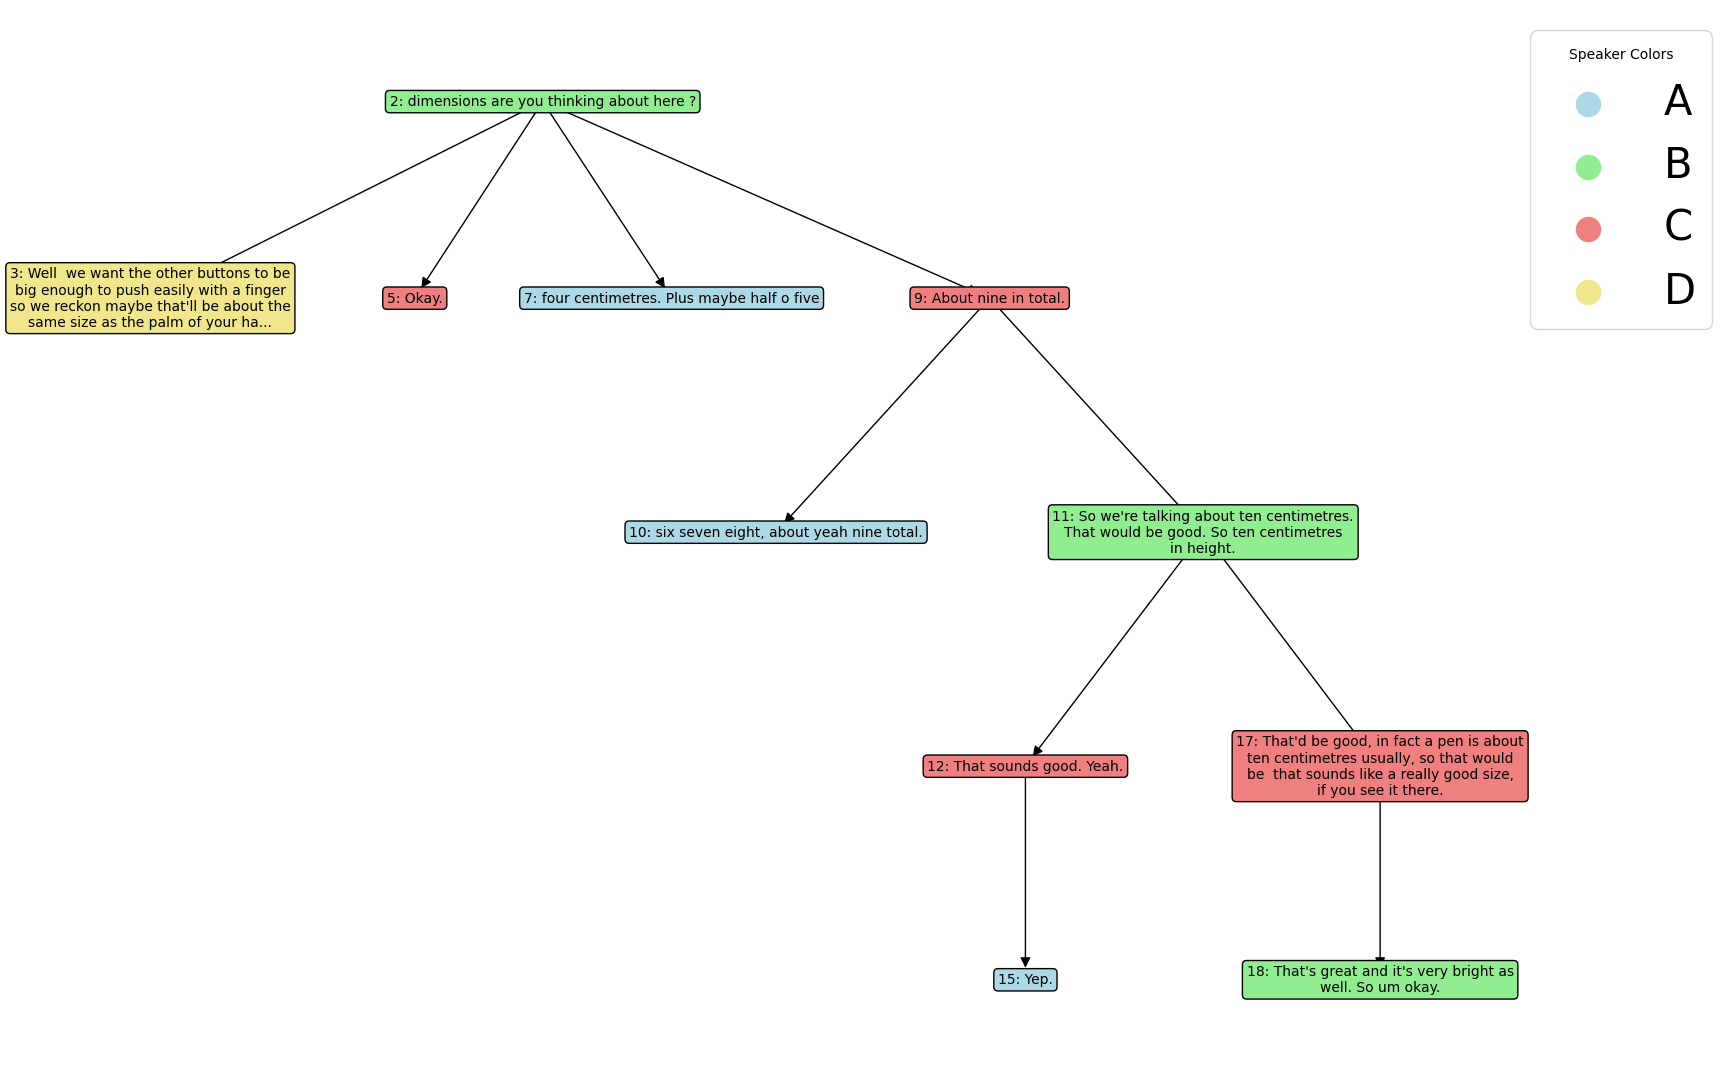 Speaker Colors
A
B
C
D
2: dimensions are you thinking about here ?
3: Well  we want the other buttons to be
big enough to push easily with a finger
so we reckon maybe that'll be about the
same size as the palm of your ha...
5: Okay.
7: four centimetres. Plus maybe half o five
9: About nine in total.
10: six seven eight, about yeah nine total.
11: So we're talking about ten centimetres.
That would be good. So ten centimetres
in height.
12: That sounds good. Yeah.
17: That'd be good, in fact a pen is about
ten centimetres usually, so that would
be  that sounds like a really good size,
if you see it there.
15: Yep.
18: That's great and it's very bright as
well. So um okay.